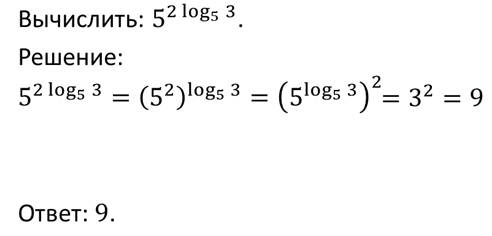 Вычислить: 5^{2 log₅ 3}.
Решение:
5^{2 log₅ 3} = (5²)^{log₅ 3} = (5^{log₅ 3})² = 3² = 9
Ответ: 9.